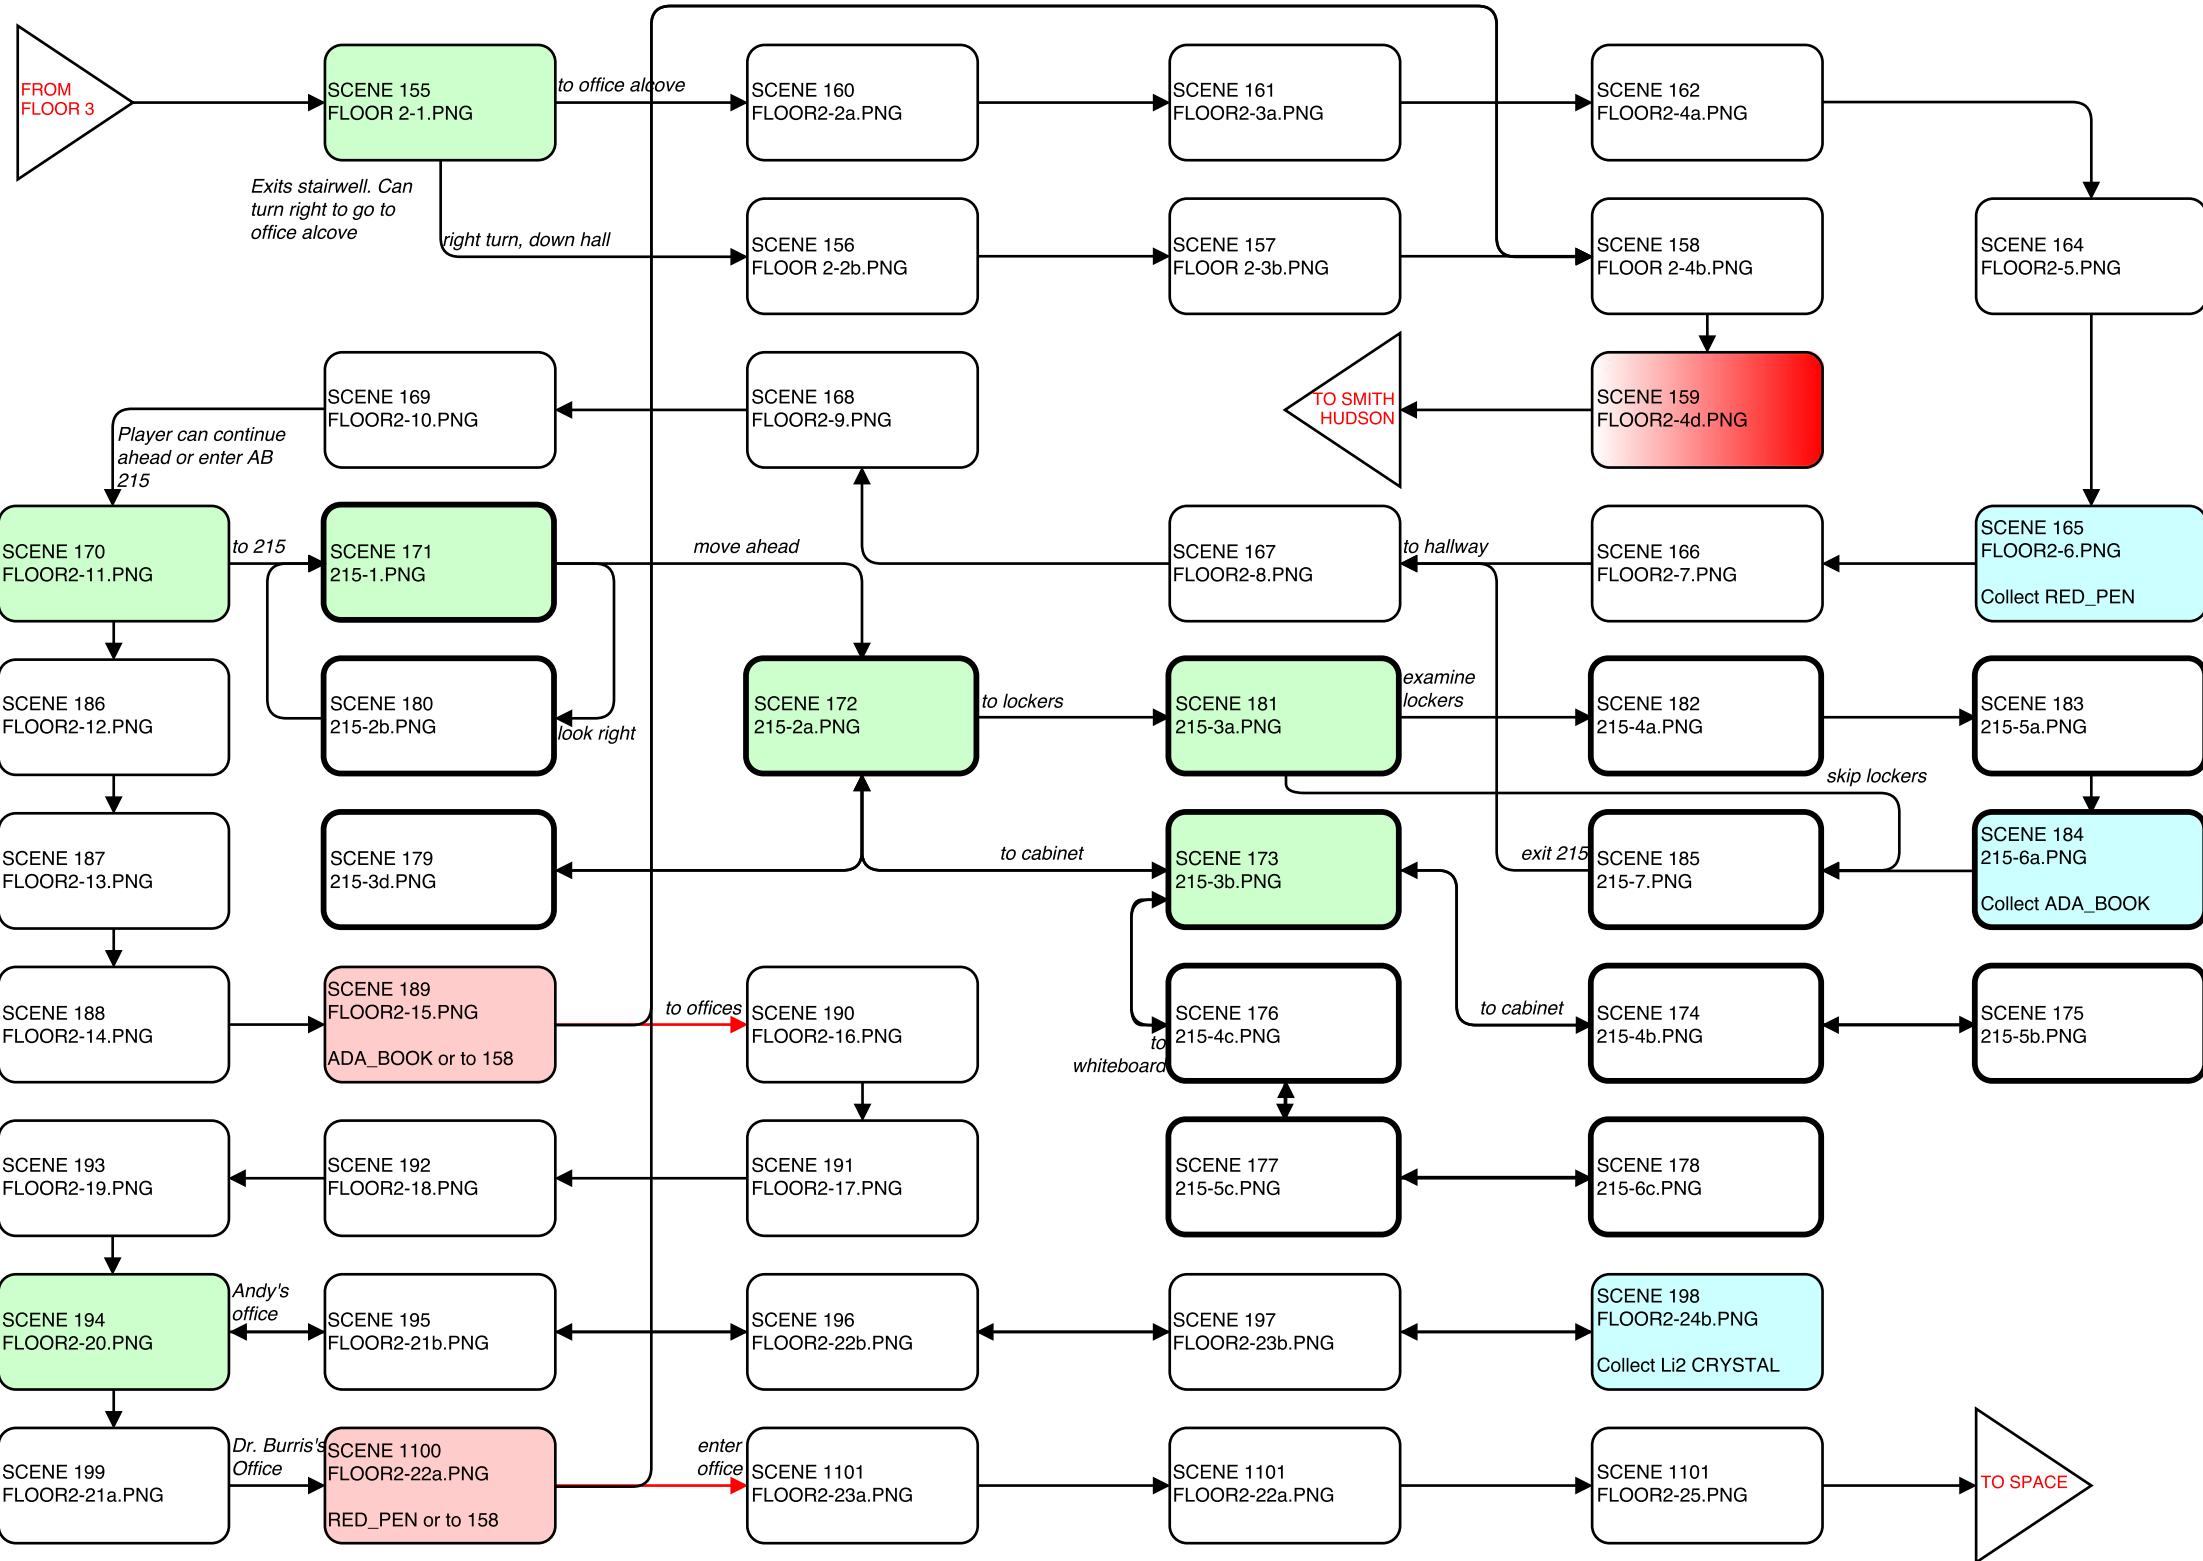 FROM
FLOOR 3
SCENE 155
FLOOR 2-1.PNG
to office alcove
SCENE 160
FLOOR2-2a.PNG
SCENE 161
FLOOR2-3a.PNG
SCENE 162
FLOOR2-4a.PNG
Exits stairwell. Can
turn right to go to
office alcove
right turn, down hall
SCENE 156
FLOOR 2-2b.PNG
SCENE 157
FLOOR 2-3b.PNG
SCENE 158
FLOOR 2-4b.PNG
SCENE 164
FLOOR2-5.PNG
SCENE 169
FLOOR2-10.PNG
SCENE 168
FLOOR2-9.PNG
TO SMITH
HUDSON
SCENE 159
FLOOR2-4d.PNG
Player can continue
ahead or enter AB
215
SCENE 170
FLOOR2-11.PNG
to 215
SCENE 171
215-1.PNG
move ahead
SCENE 167
FLOOR2-8.PNG
to hallway
SCENE 166
FLOOR2-7.PNG
SCENE 165
FLOOR2-6.PNG
Collect RED_PEN
SCENE 186
FLOOR2-12.PNG
SCENE 180
215-2b.PNG
look right
SCENE 172
215-2a.PNG
to lockers
SCENE 181
215-3a.PNG
examine
lockers
SCENE 182
215-4a.PNG
SCENE 183
215-5a.PNG
skip lockers
SCENE 187
FLOOR2-13.PNG
SCENE 179
215-3d.PNG
to cabinet
SCENE 173
215-3b.PNG
exit 215
SCENE 185
215-7.PNG
SCENE 184
215-6a.PNG
Collect ADA_BOOK
SCENE 188
FLOOR2-14.PNG
SCENE 189
FLOOR2-15.PNG
ADA_BOOK or to 158
to offices
SCENE 190
FLOOR2-16.PNG
to
whiteboard
SCENE 176
215-4c.PNG
to cabinet
SCENE 174
215-4b.PNG
SCENE 175
215-5b.PNG
SCENE 193
FLOOR2-19.PNG
SCENE 192
FLOOR2-18.PNG
SCENE 191
FLOOR2-17.PNG
SCENE 177
215-5c.PNG
SCENE 178
215-6c.PNG
SCENE 194
FLOOR2-20.PNG
Andy's
office
SCENE 195
FLOOR2-21b.PNG
SCENE 196
FLOOR2-22b.PNG
SCENE 197
FLOOR2-23b.PNG
SCENE 198
FLOOR2-24b.PNG
Collect Li2 CRYSTAL
SCENE 199
FLOOR2-21a.PNG
Dr. Burris's
Office
SCENE 1100
FLOOR2-22a.PNG
RED_PEN or to 158
enter
office
SCENE 1101
FLOOR2-23a.PNG
SCENE 1101
FLOOR2-22a.PNG
SCENE 1101
FLOOR2-25.PNG
TO SPACE